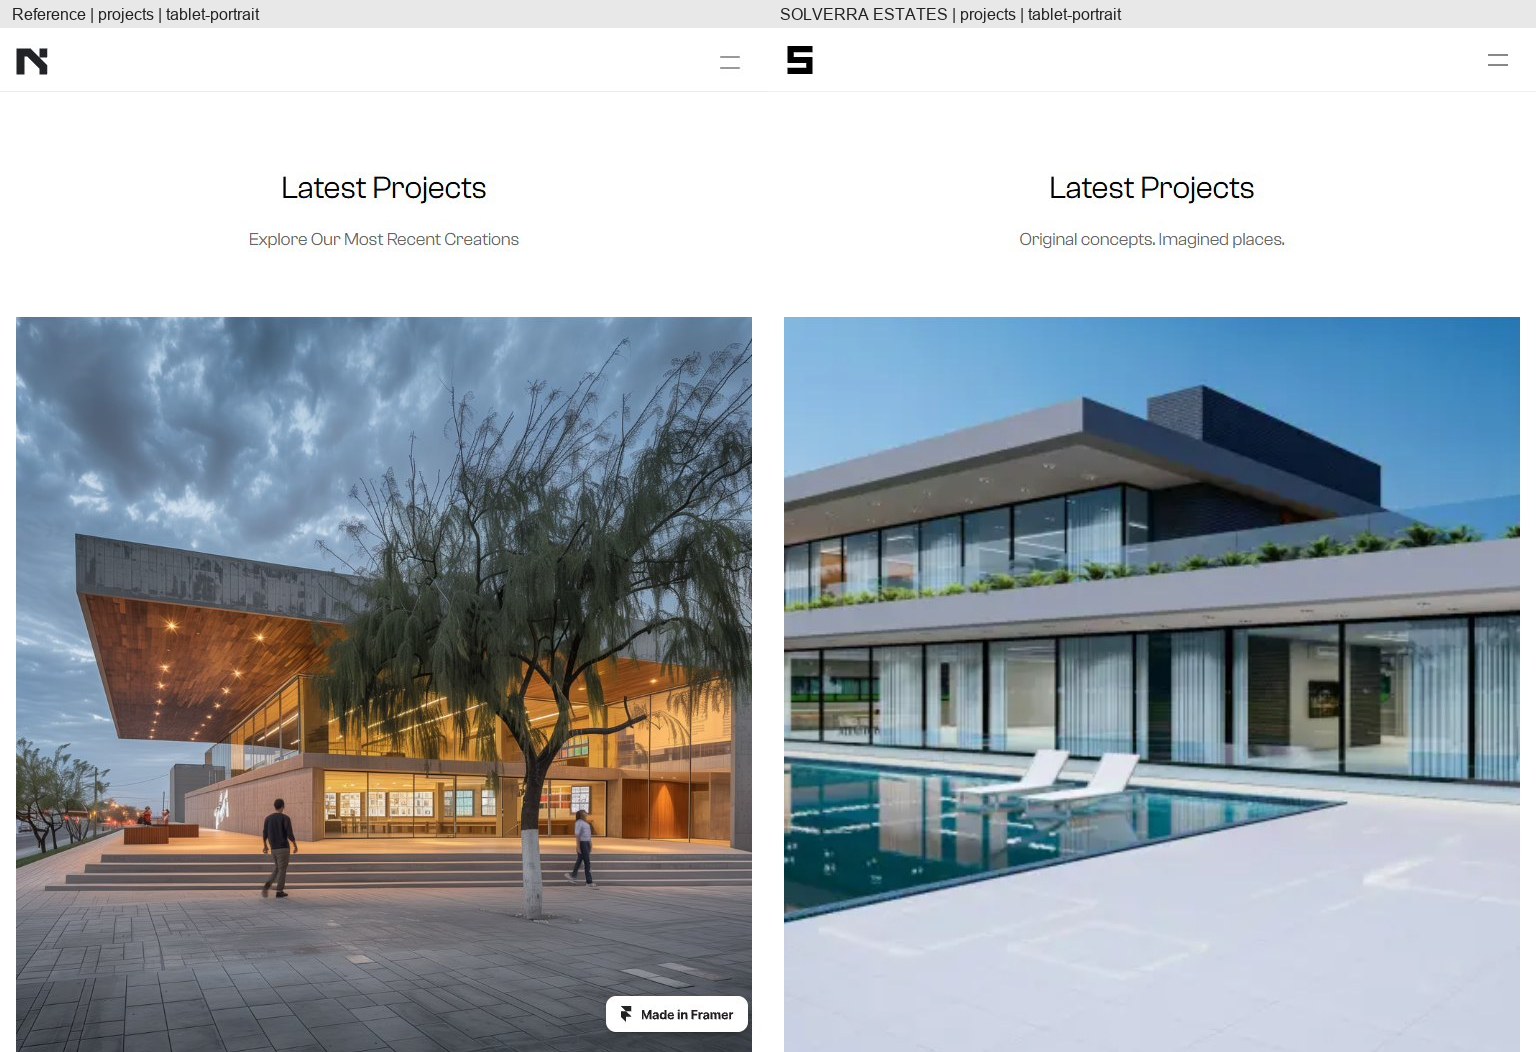 Reference | projects | tablet-portrait
SOLVERRA ESTATES | projects | tablet-portrait
Latest Projects
Explore Our Most Recent Creations
Latest Projects
Original concepts. Imagined places.
Made in Framer